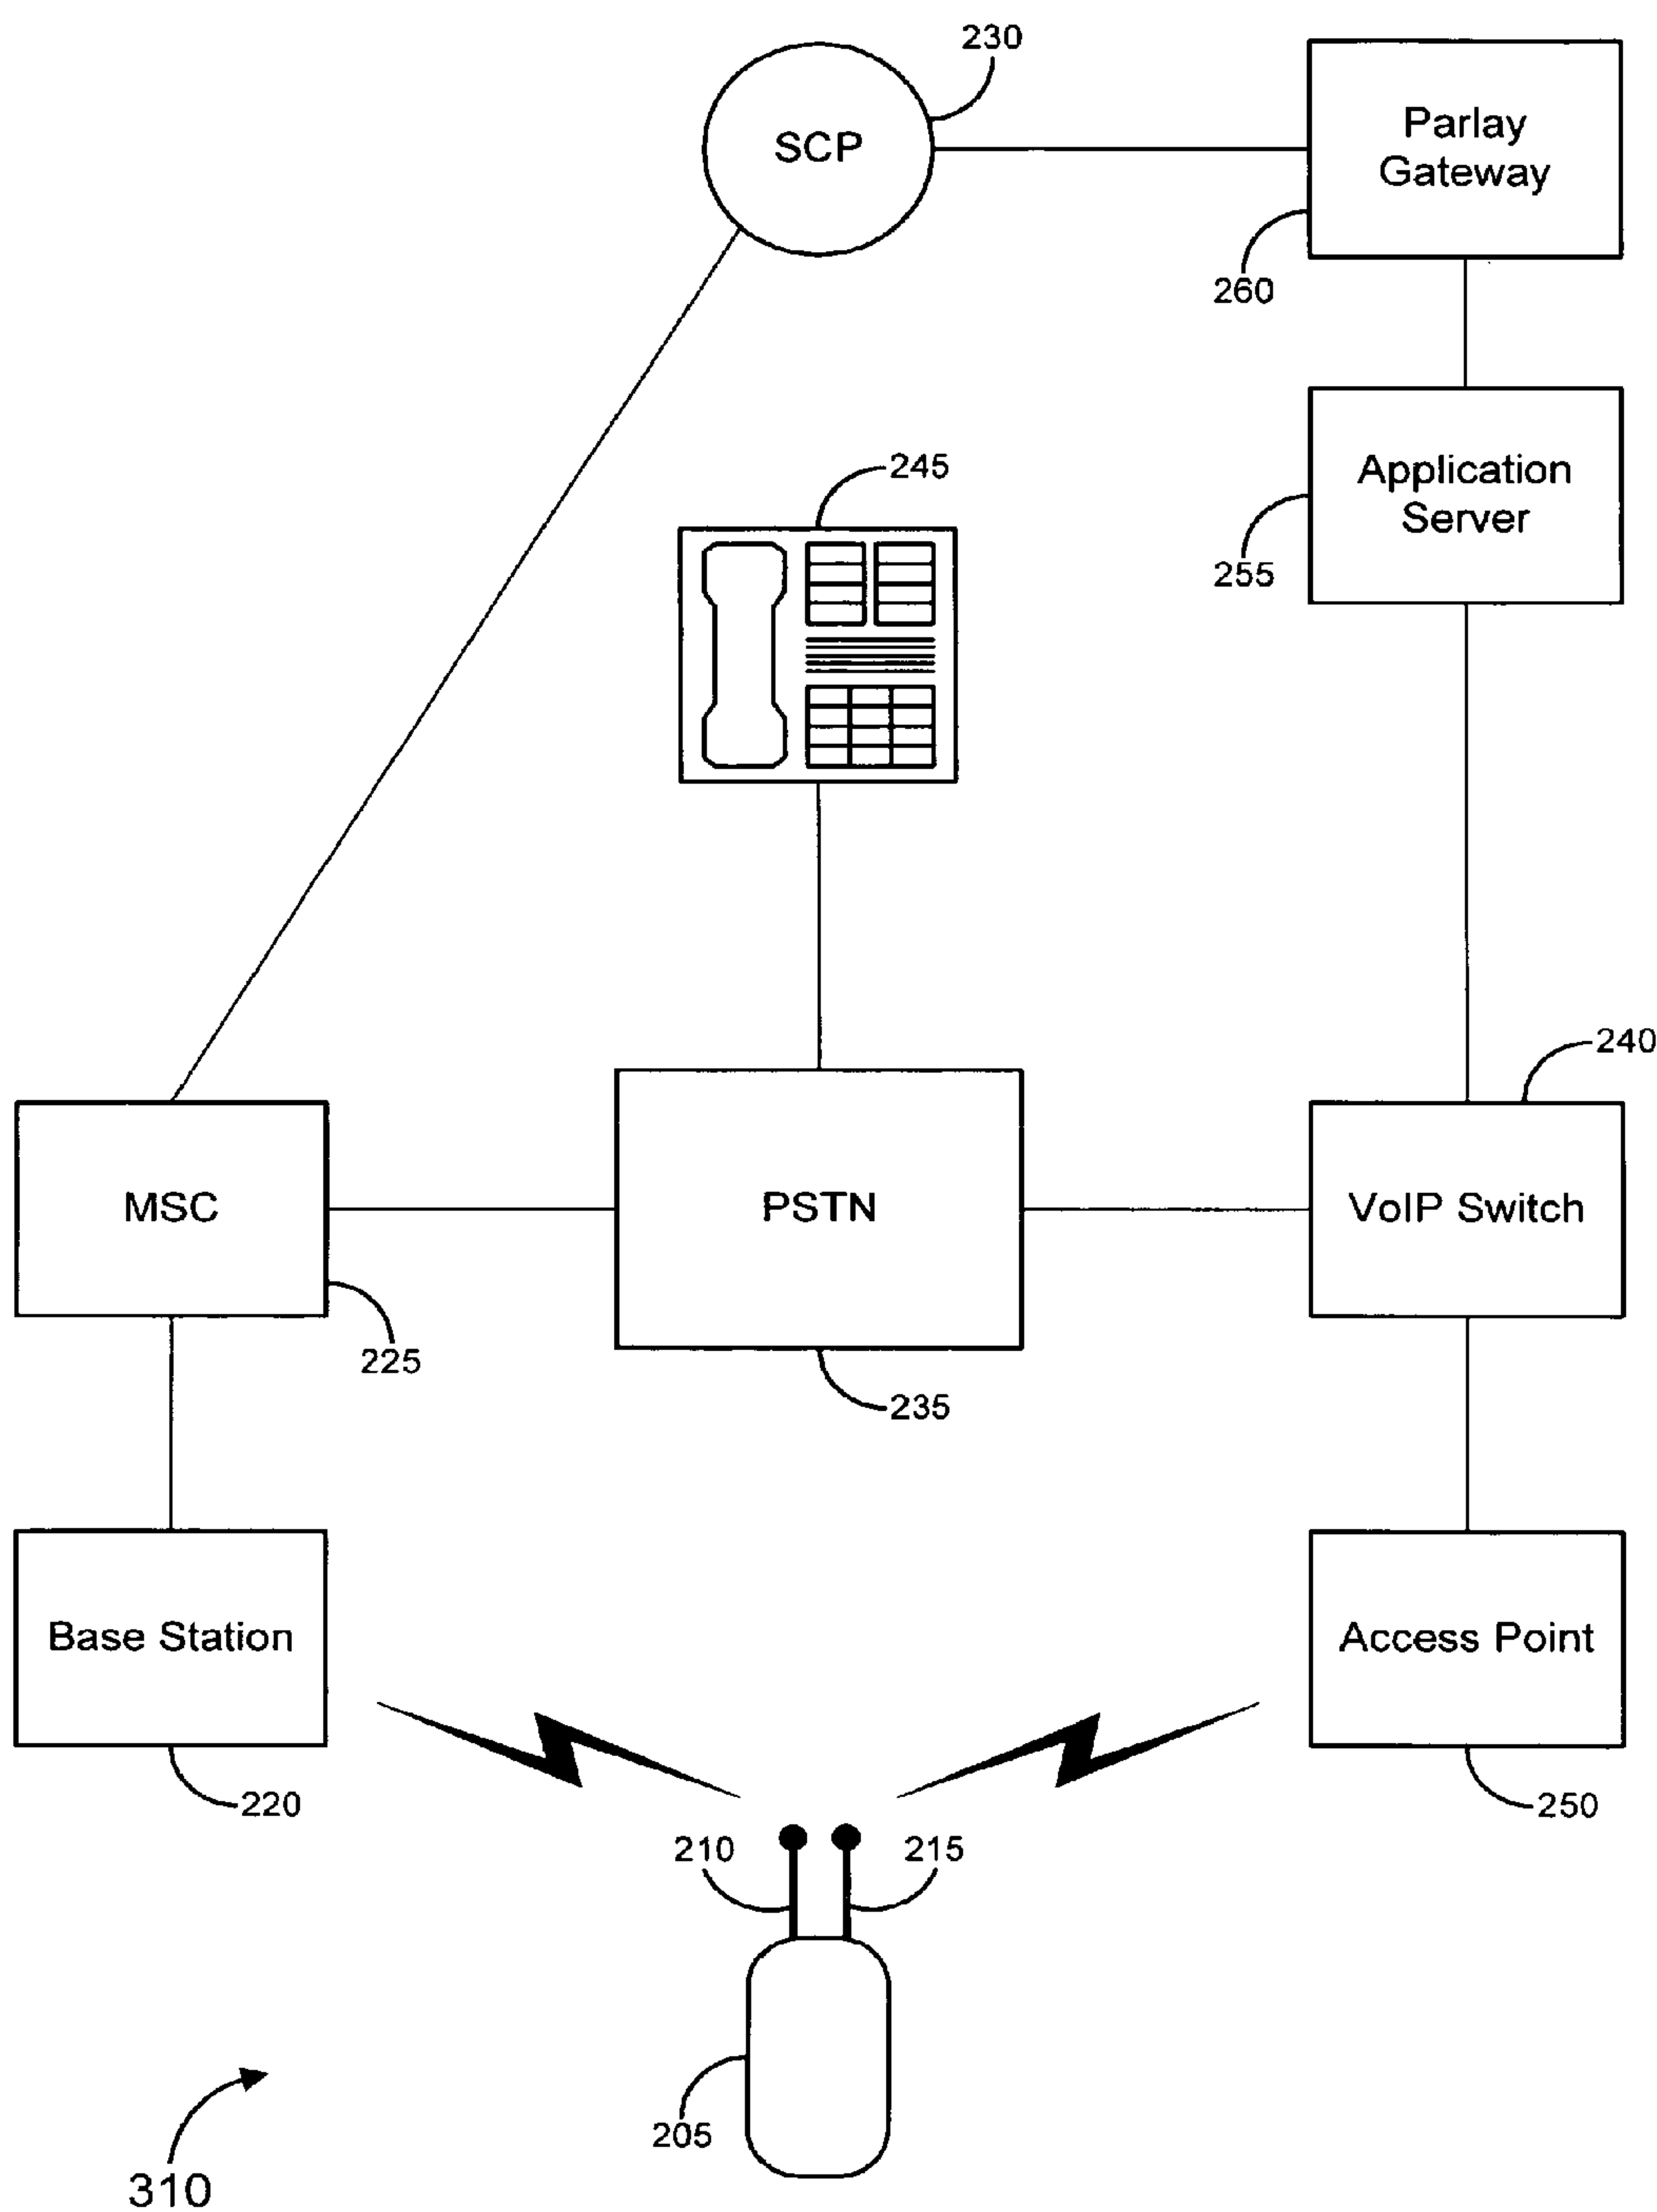 230
SCP
Parlay
Gateway
260
245
Application
Server
255
240
MSC
PSTN
VoIP Switch
225
235
Base Station
Access Point
220
250
210
215
205
310